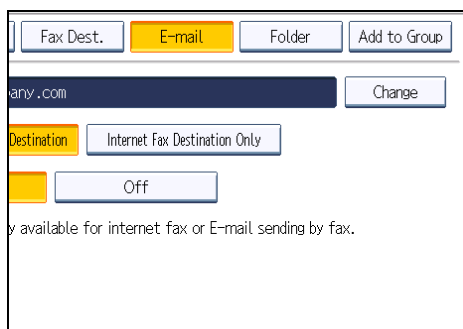 Fax Dest. E-mail Folder Add to Group
any.com Change
Destination Internet Fax Destination Only
Off
y available for internet fax or E-mail sending by fax.